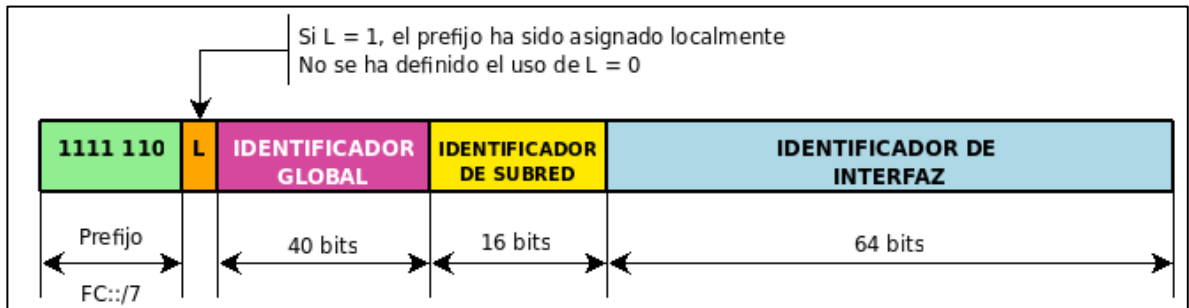 Si L = 1, el prefijo ha sido asignado localmente
No se ha definido el uso de L = 0
1111 110
L
IDENTIFICADOR
GLOBAL
IDENTIFICADOR
DE SUBRED
IDENTIFICADOR DE
INTERFAZ
Prefijo
FC::/7
40 bits
16 bits
64 bits